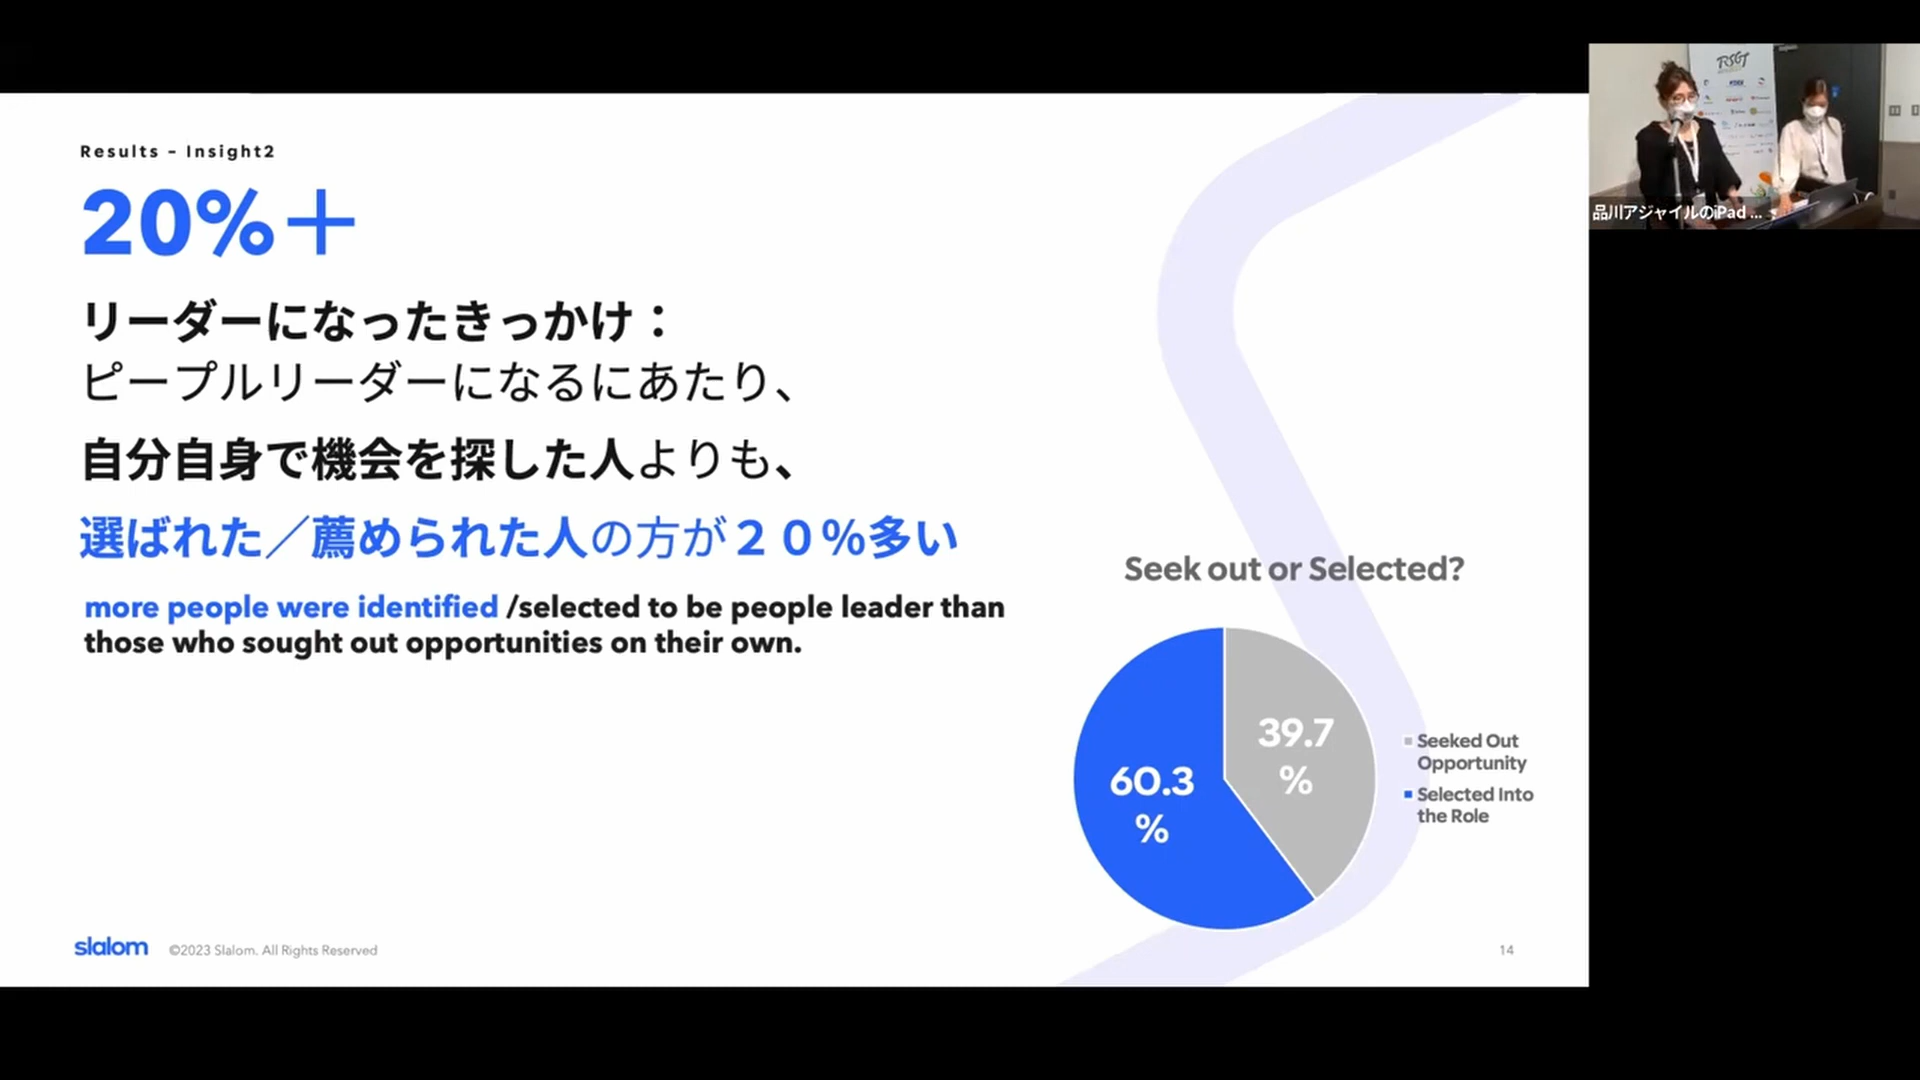 Results – Insight2
20%＋
リーダーになったきっかけ：
ピープルリーダーになるにあたり、
自分自身で機会を探した人よりも、
選ばれた／薦められた人の方が２０％多い
more people were identified /selected to be people leader than
those who sought out opportunities on their own.
Seek out or Selected?
39.7
%
60.3
%
Seeked Out
Opportunity
Selected Into
the Role
slalom
©2023 Slalom. All Rights Reserved
14
RSGT
品川アジャイルのiPad ...